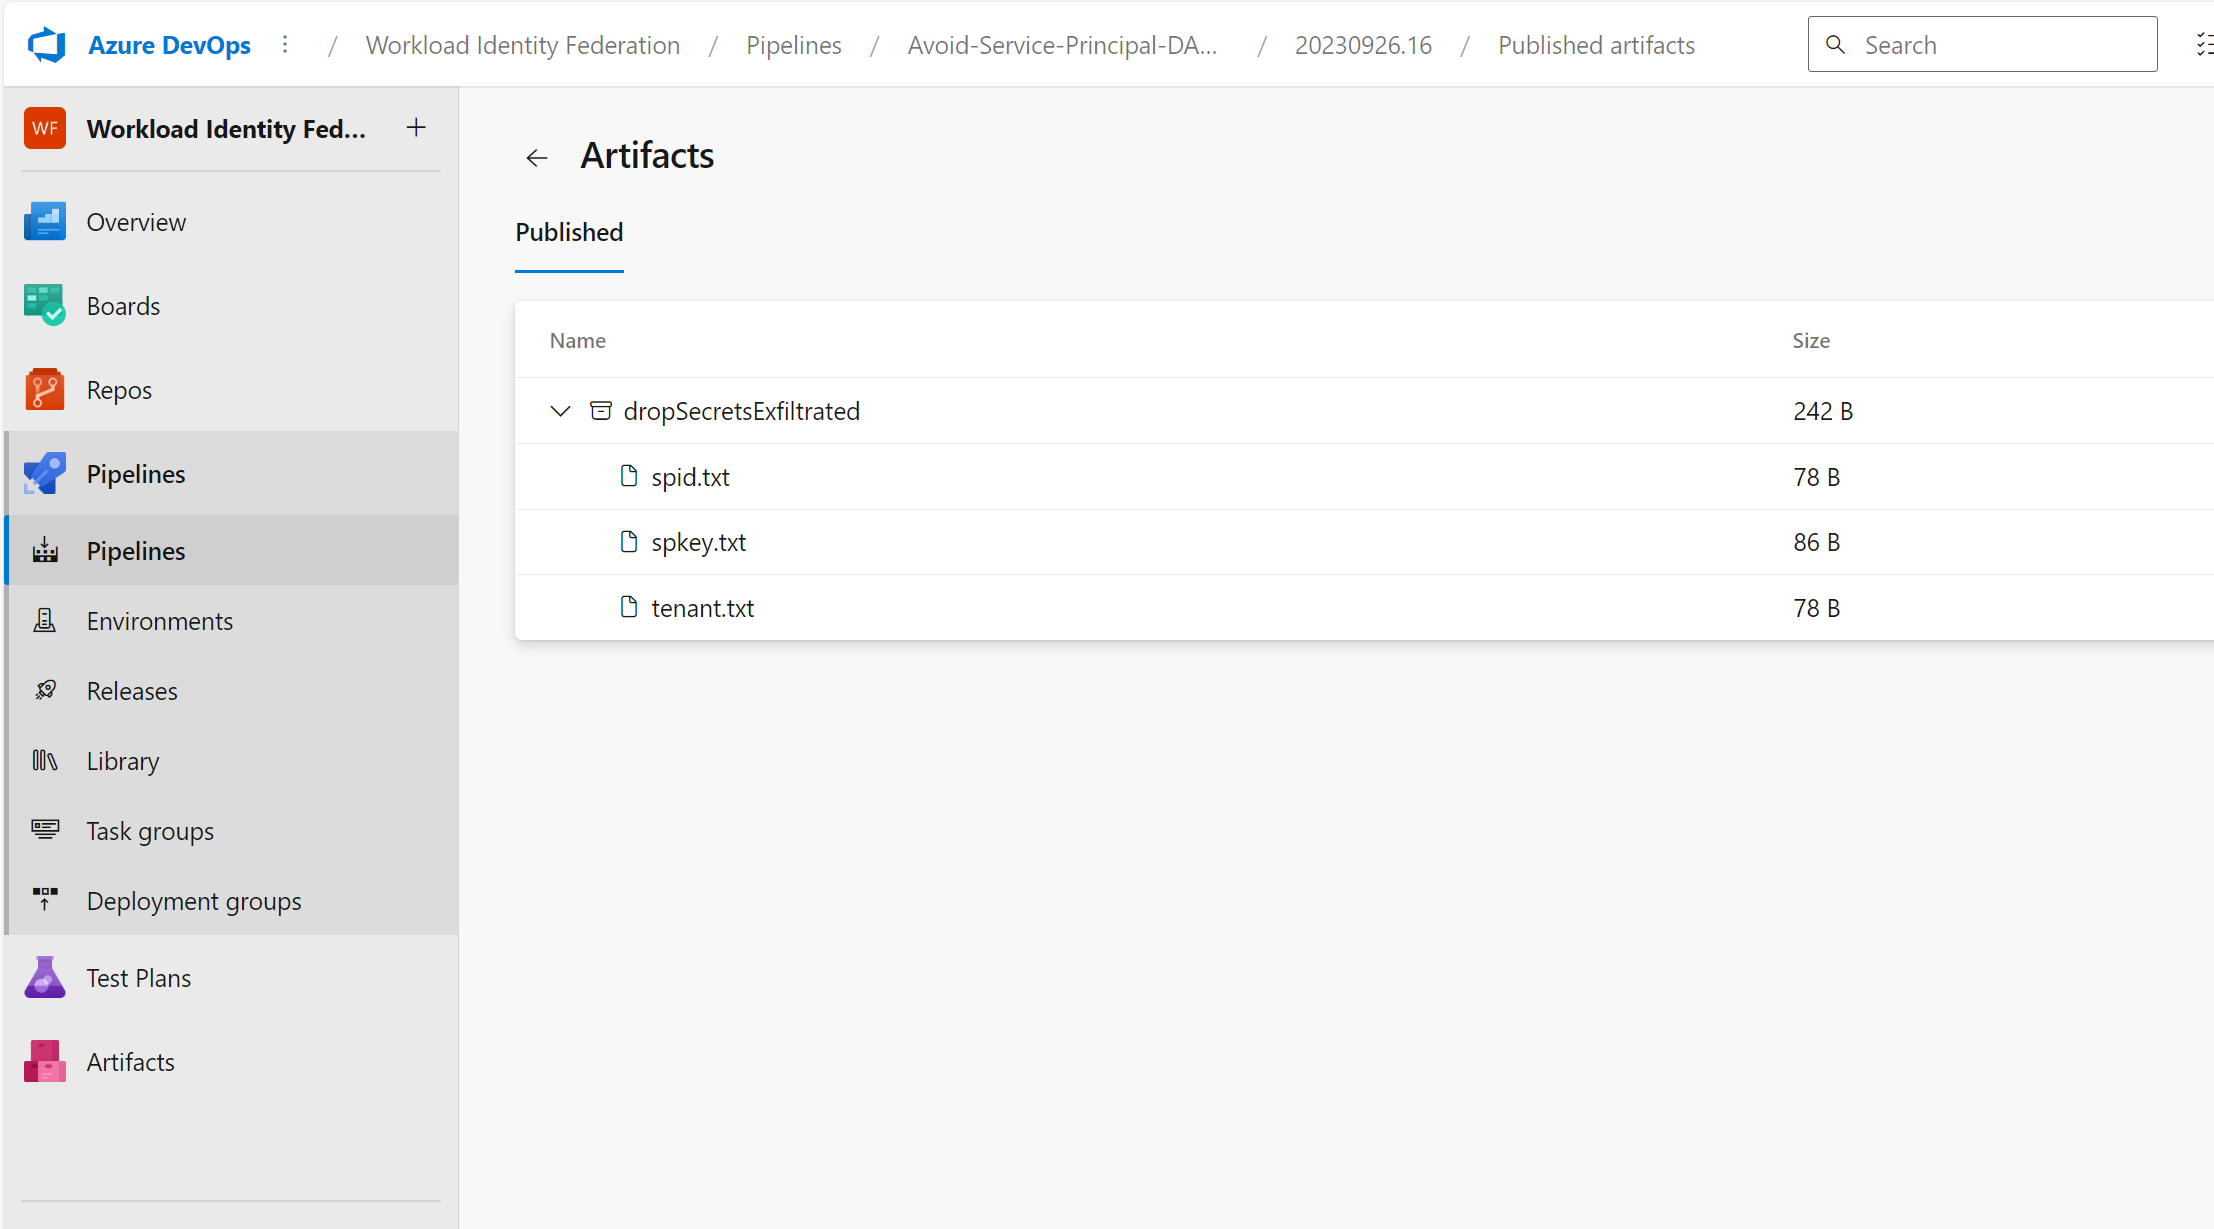 Azure DevOps / Workload Identity Federation / Pipelines / Avoid-Service-Principal-DA... / 20230926.16 / Published artifacts
Search
WF Workload Identity Fed... +
Overview
Boards
Repos
Pipelines
Pipelines
Environments
Releases
Library
Task groups
Deployment groups
Test Plans
Artifacts
Artifacts
Published
Name Size
dropSecretsExfiltrated 242 B
spid.txt 78 B
spkey.txt 86 B
tenant.txt 78 B